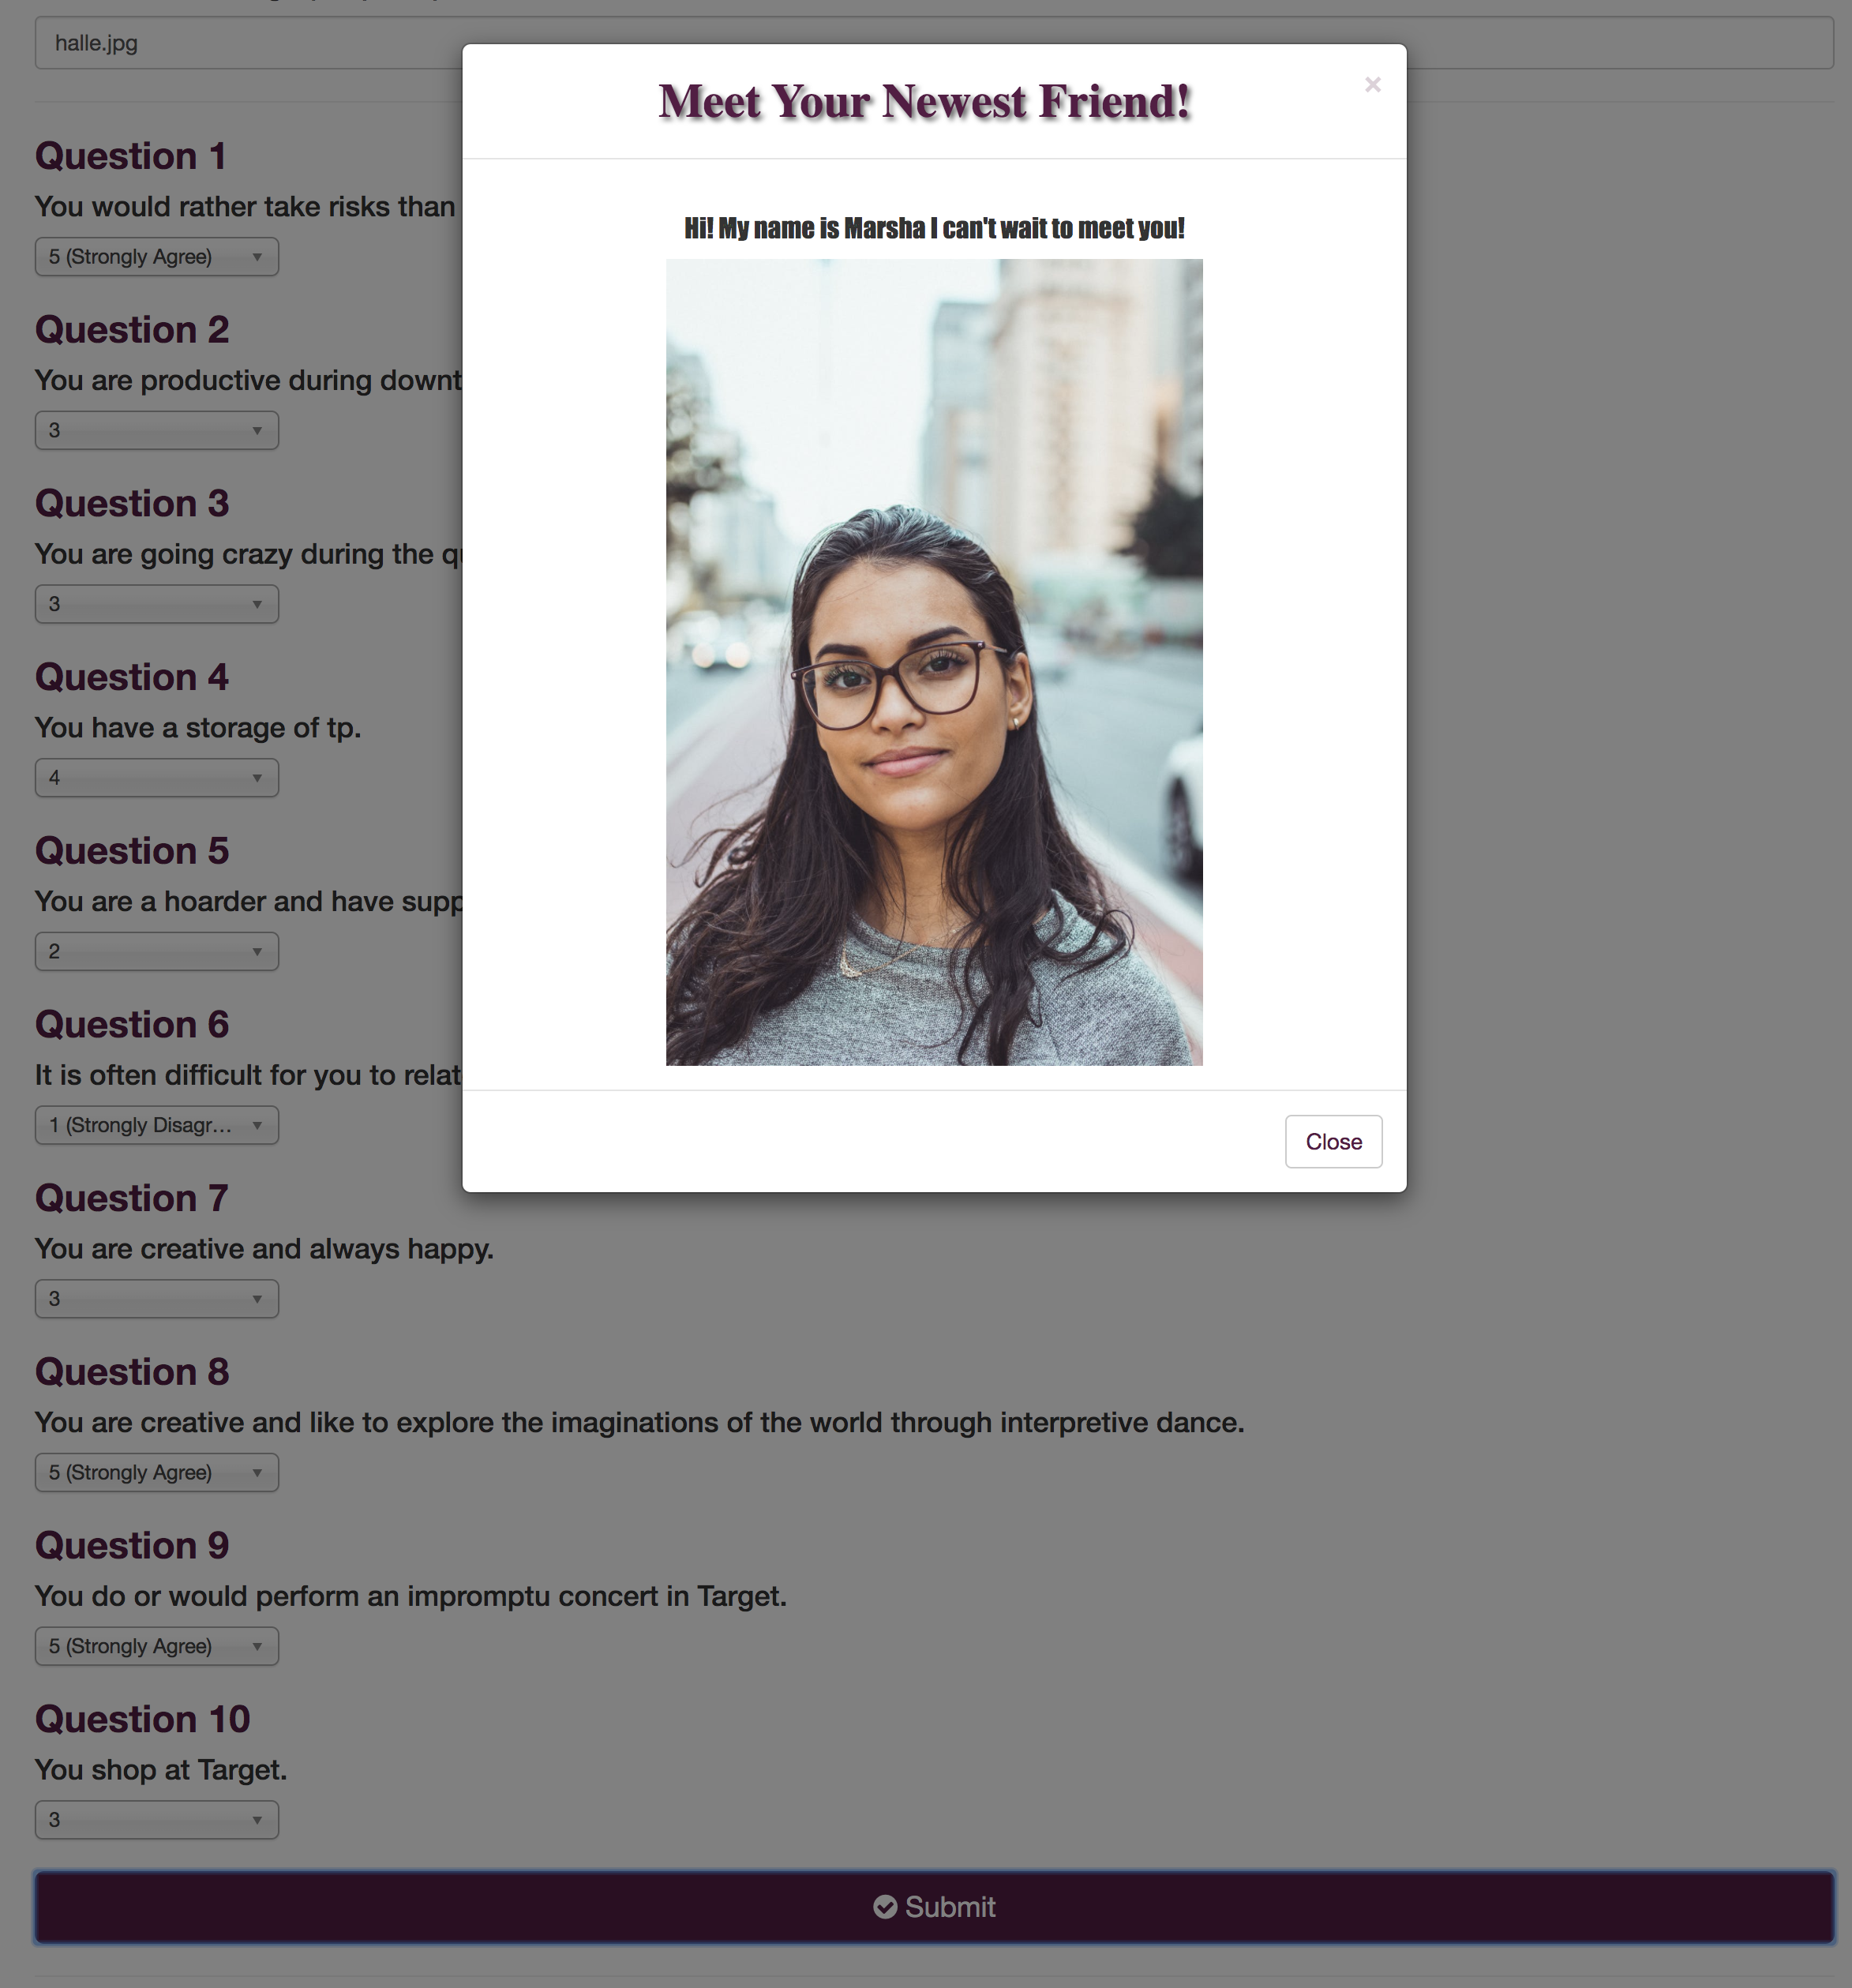 halle.jpg
×
Meet Your Newest Friend!
Hi! My name is Marsha I can't wait to meet you!
Close
Question 1
You would rather take risks than
5 (Strongly Agree)
Question 2
You are productive during downt
3
Question 3
You are going crazy during the
3
Question 4
You have a storage of tp.
4
Question 5
You are a hoarder and have supp
2
Question 6
It is often difficult for you to relat
1 (Strongly Disagr...
Question 7
You are creative and always happy.
3
Question 8
You are creative and like to explore the imaginations of the world through interpretive dance.
5 (Strongly Agree)
Question 9
You do or would perform an impromptu concert in Target.
5 (Strongly Agree)
Question 10
You shop at Target.
3
Submit